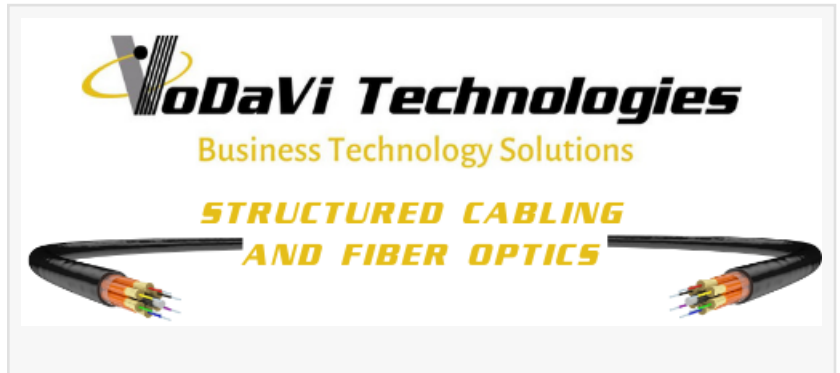 VoDaVi Technologies
Business Technology Solutions
STRUCTURED CABLING
AND FIBER OPTICS